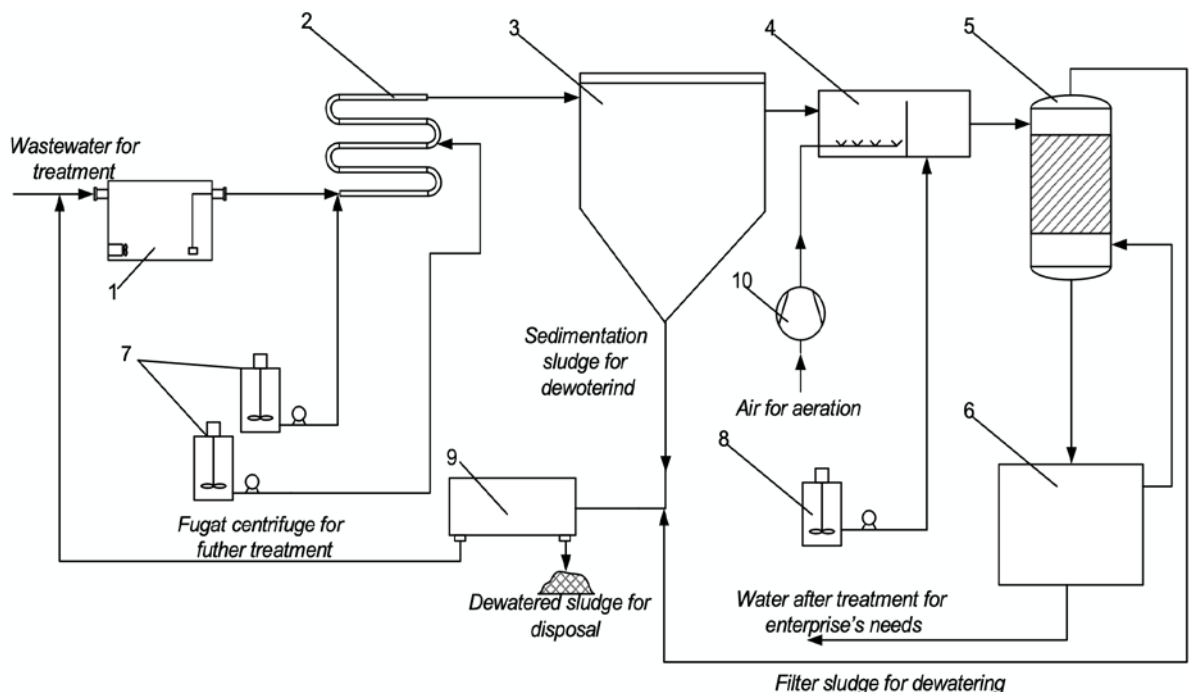 2
3
4
5
Wastewater for
treatment
1
10
Sedimentation
sludge for
dewoterind
7
Air for aeration
6
8
9
Fugat centrifuge for
futher treatment
Dewatered sludge for
disposal
Water after treatment for
enterprise's needs
Filter sludge for dewatering